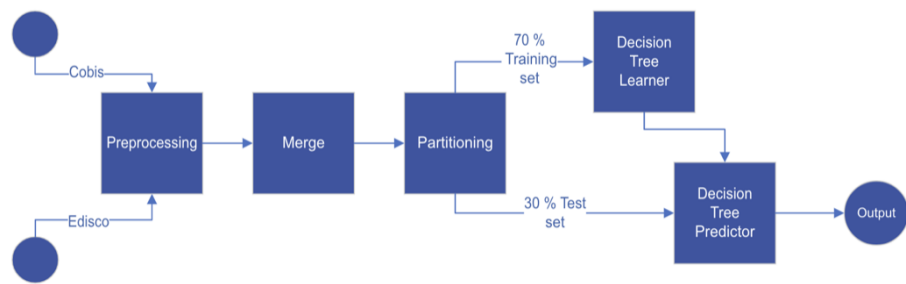 Cobis
Preprocessing
Edisco
Merge
Partitioning
70 %
Training
set
30 % Test
set
Decision
Tree
Learner
Decision
Tree
Predictor
Output